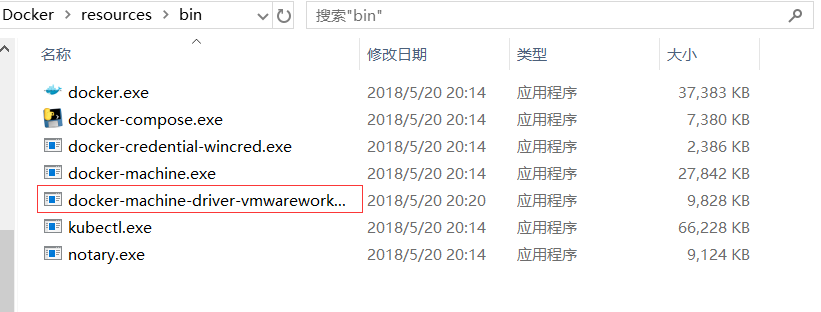 Docker resources bin 搜索"bin"
名称 修改日期 类型 大小
docker.exe 2018/5/20 20:14 应用程序 37,383 KB
docker-compose.exe 2018/5/20 20:14 应用程序 7,380 KB
docker-credential-wincred.exe 2018/5/20 20:14 应用程序 2,386 KB
docker-machine.exe 2018/5/20 20:14 应用程序 27,842 KB
docker-machine-driver-vmwarework... 2018/5/20 20:20 应用程序 9,828 KB
kubectl.exe 2018/5/20 20:14 应用程序 66,228 KB
notary.exe 2018/5/20 20:14 应用程序 9,124 KB